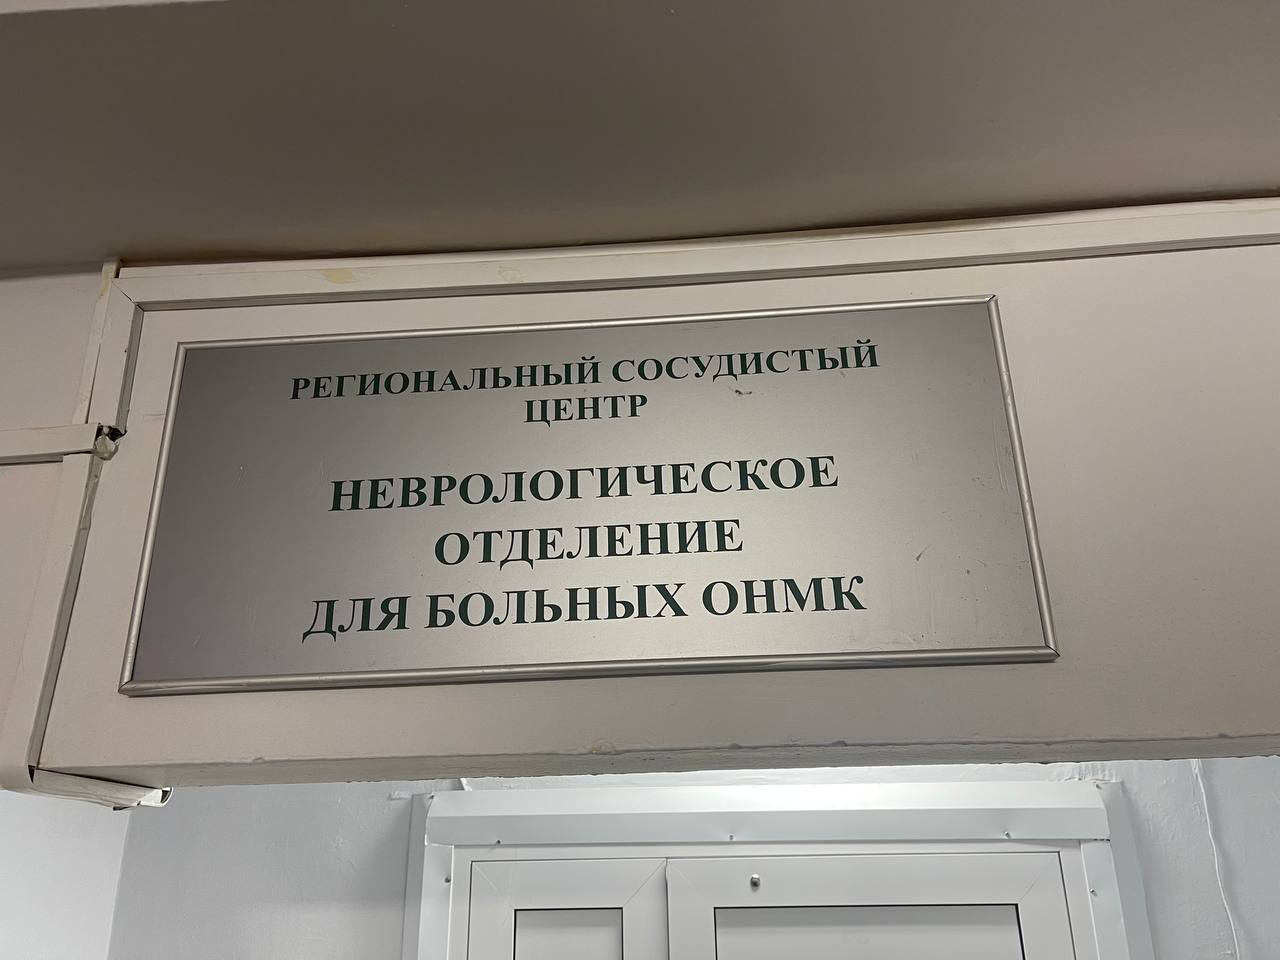 РЕГИОНАЛЬНЫЙ СОСУДИСТЫЙ
ЦЕНТР
НЕВРОЛОГИЧЕСКОЕ
ОТДЕЛЕНИЕ
ДЛЯ БОЛЬНЫХ ОНМК